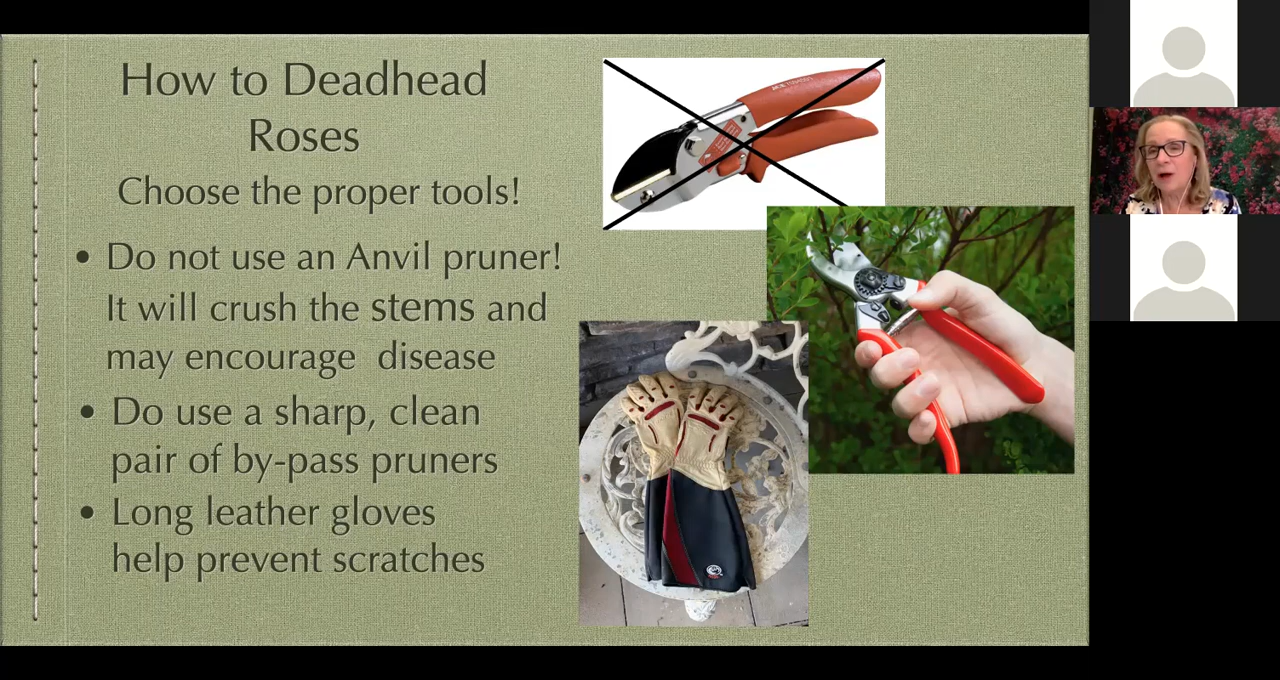 How to Deadhead
Roses
Choose the proper tools!
• Do not use an Anvil pruner!
It will crush the stems and
may encourage disease
• Do use a sharp, clean
pair of by-pass pruners
• Long leather gloves
help prevent scratches